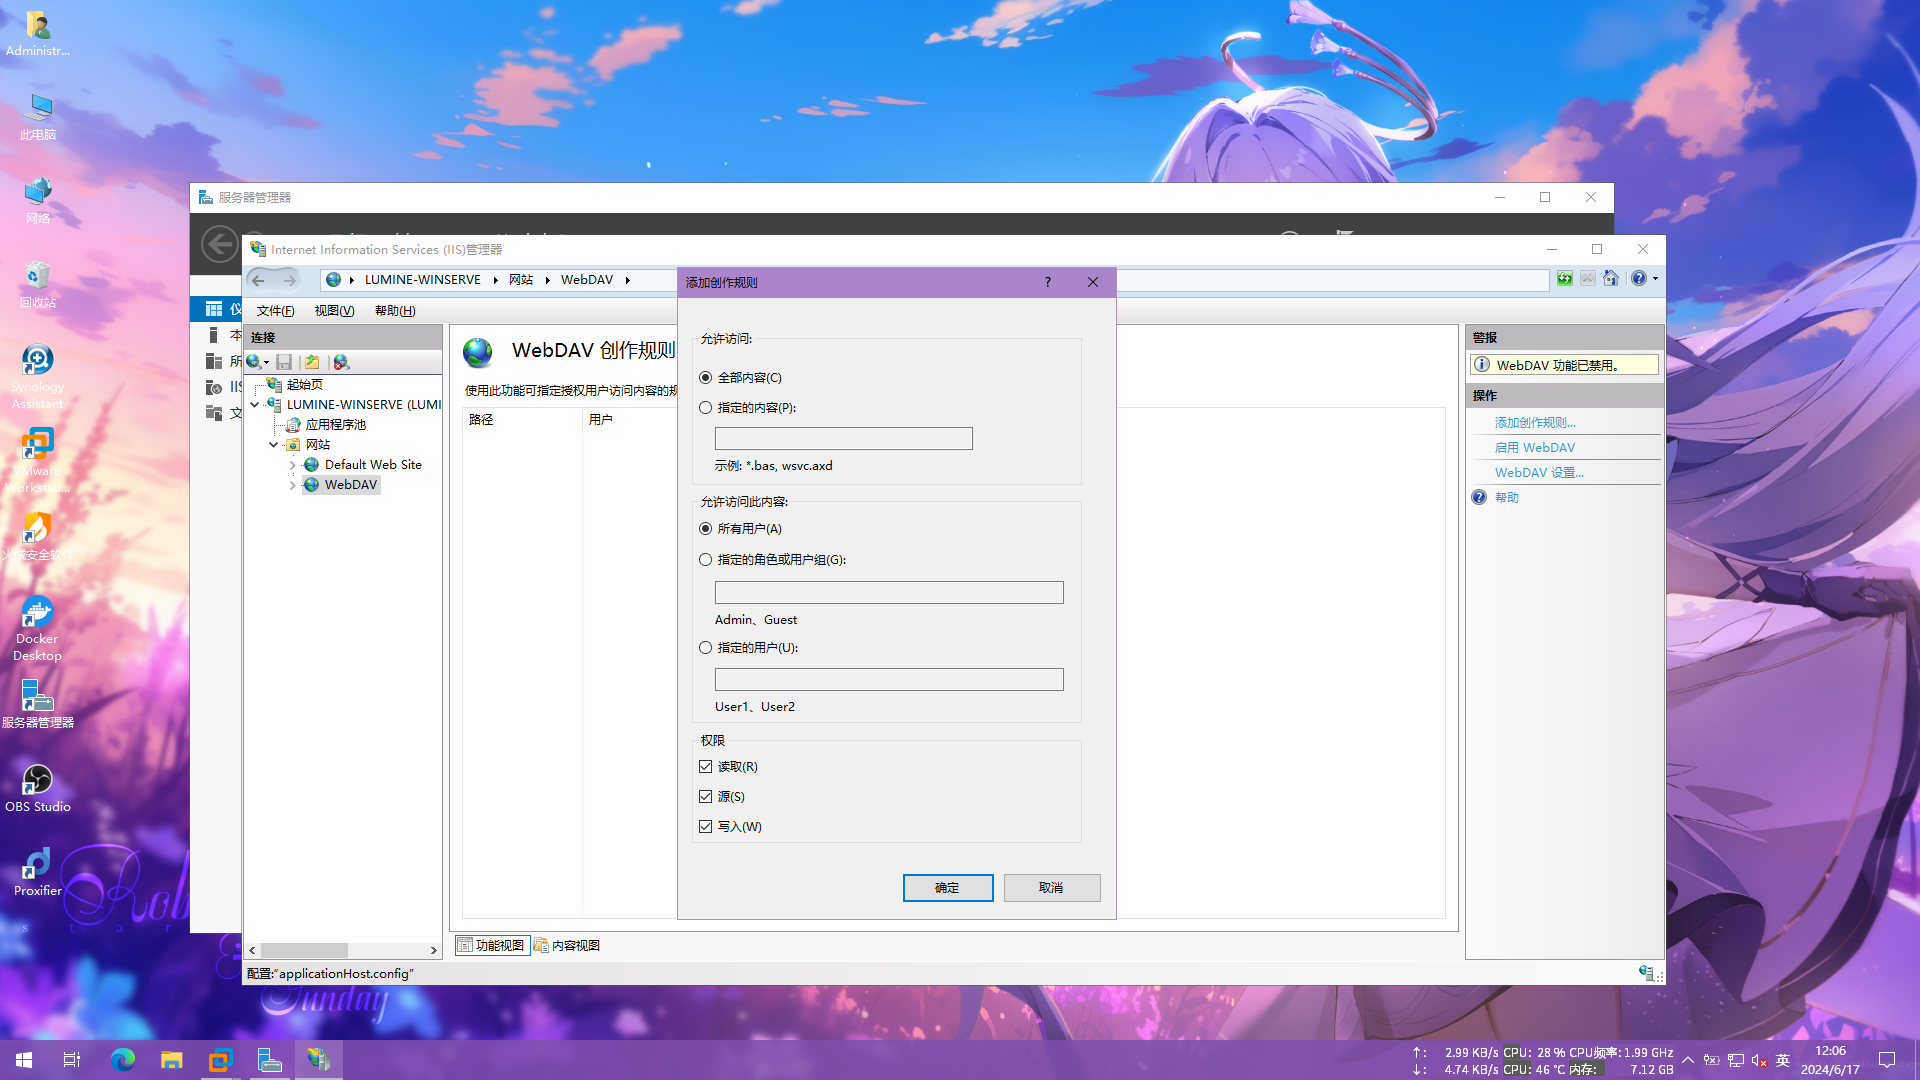 Administr...
此电脑
网络
回收站
Synology
Assistant
VMware
Workstati...
火绒安全软件
Docker
Desktop
服务器管理器
OBS Studio
Proxifier
服务器管理器
Internet Information Services (IIS)管理器
LUMINE-WINSERVE
网站
WebDAV
文件(F)
视图(V)
帮助(H)
连接
起始页
LUMINE-WINSERVE (LUMI
应用程序池
网站
Default Web Site
WebDAV
WebDAV 创作规则
使用此功能可指定授权用户访问内容的规
路径
用户
功能视图
内容视图
配置:“applicationHost.config”
添加创作规则
?
允许访问:
全部内容(C)
指定的内容(P):
示例: *.bas, wsvc.axd
允许访问此内容:
所有用户(A)
指定的角色或用户组(G):
Admin、Guest
指定的用户(U):
User1、User2
权限
读取(R)
源(S)
写入(W)
确定
取消
警报
WebDAV 功能已禁用。
操作
添加创作规则...
启用 WebDAV
WebDAV 设置...
帮助
Sunday
↑: 2.99 KB/s CPU: 28 % CPU频率: 1.99 GHz
↓: 4.74 KB/s CPU: 46 °C 内存: 7.12 GB
英
12:06
2024/6/17